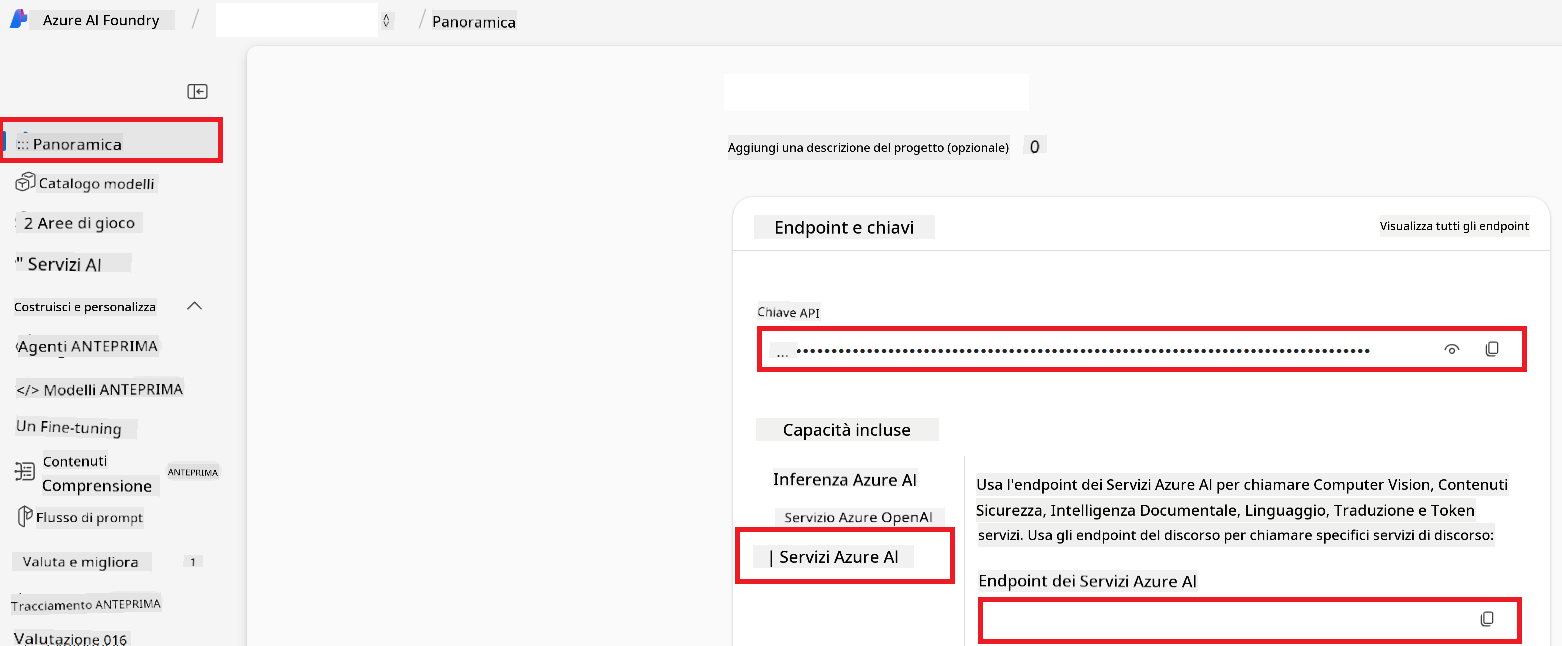 Azure AI Foundry / / Panoramica
Panoramica
Catalogo modelli
2 Aree di gioco
" Servizi AI
Costruisci e personalizza
Agenti ANTEPRIMA
</> Modelli ANTEPRIMA
Un Fine-tuning
Contenuti
Comprensione ANTEPRIMA
Flusso di prompt
Valuta e migliora 1
Tracciamento ANTEPRIMA
Valutazione 016
Aggiungi una descrizione del progetto (opzionale) 0
Endpoint e chiavi
Visualizza tutti gli endpoint
Chiave API
Capacità incluse
Inferenza Azure AI
Servizio Azure OpenAI
| Servizi Azure AI
Usa l'endpoint dei Servizi Azure AI per chiamare Computer Vision, Contenuti
Sicurezza, Intelligenza Documentale, Linguaggio, Traduzione e Token
servizi. Usa gli endpoint del discorso per chiamare specifici servizi di discorso:
Endpoint dei Servizi Azure AI